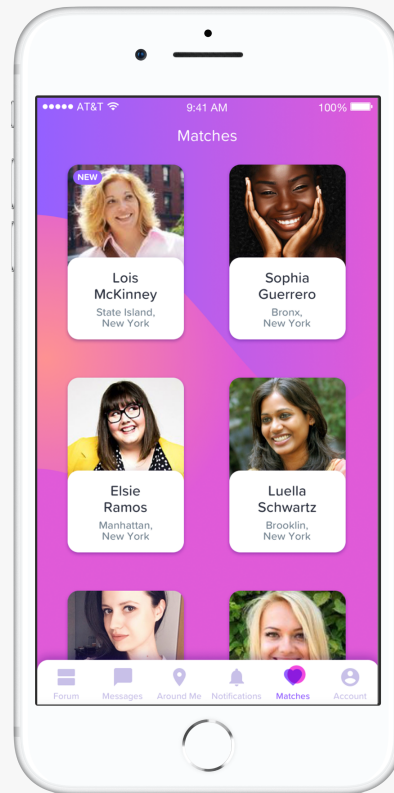 AT&T 9:41 AM 100%
Matches
NEW
Lois
McKinney
State Island,
New York
Sophia
Guerrero
Bronx,
New York
Elsie
Ramos
Manhattan,
New York
Luella
Schwartz
Brooklin,
New York
Forum Messages Around Me Notifications Matches Account